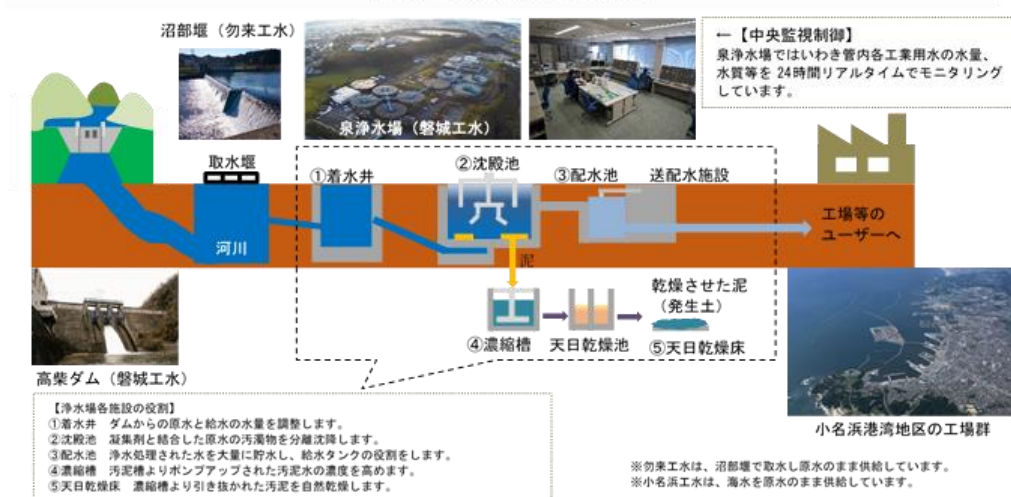 沼部堰（勿来工水）
泉浄水場（磐城工水）
←【中央監視制御】
泉浄水場ではいわき管内各工業用水の水量、
水質等を 24時間リアルタイムでモニタリング
しています。
取水堰
①着水井
②沈殿池
③配水池
送配水施設
河川
工場等の
ユーザーへ
泥
乾燥させた泥
（発生土）
④濃縮槽
天日乾燥池
⑤天日乾燥床
高柴ダム（磐城工水）
小名浜港湾地区の工場群
【浄水場各施設の役割】
①着水井 ダムからの原水と給水の水量を調整します。
②沈殿池 凝集剤と結合した原水の汚濁物を分離沈降します。
③配水池 浄水処理された水を大量に貯水し、給水タンクの役割をします。
④濃縮槽 汚泥槽よりポンプアップされた汚泥水の濃度を高めます。
⑤天日乾燥床 濃縮槽より引き抜かれた汚泥を自然乾燥します。
※勿来工水は、沼部堰で取水し原水のまま供給しています。
※小名浜工水は、海水を原水のまま供給しています。